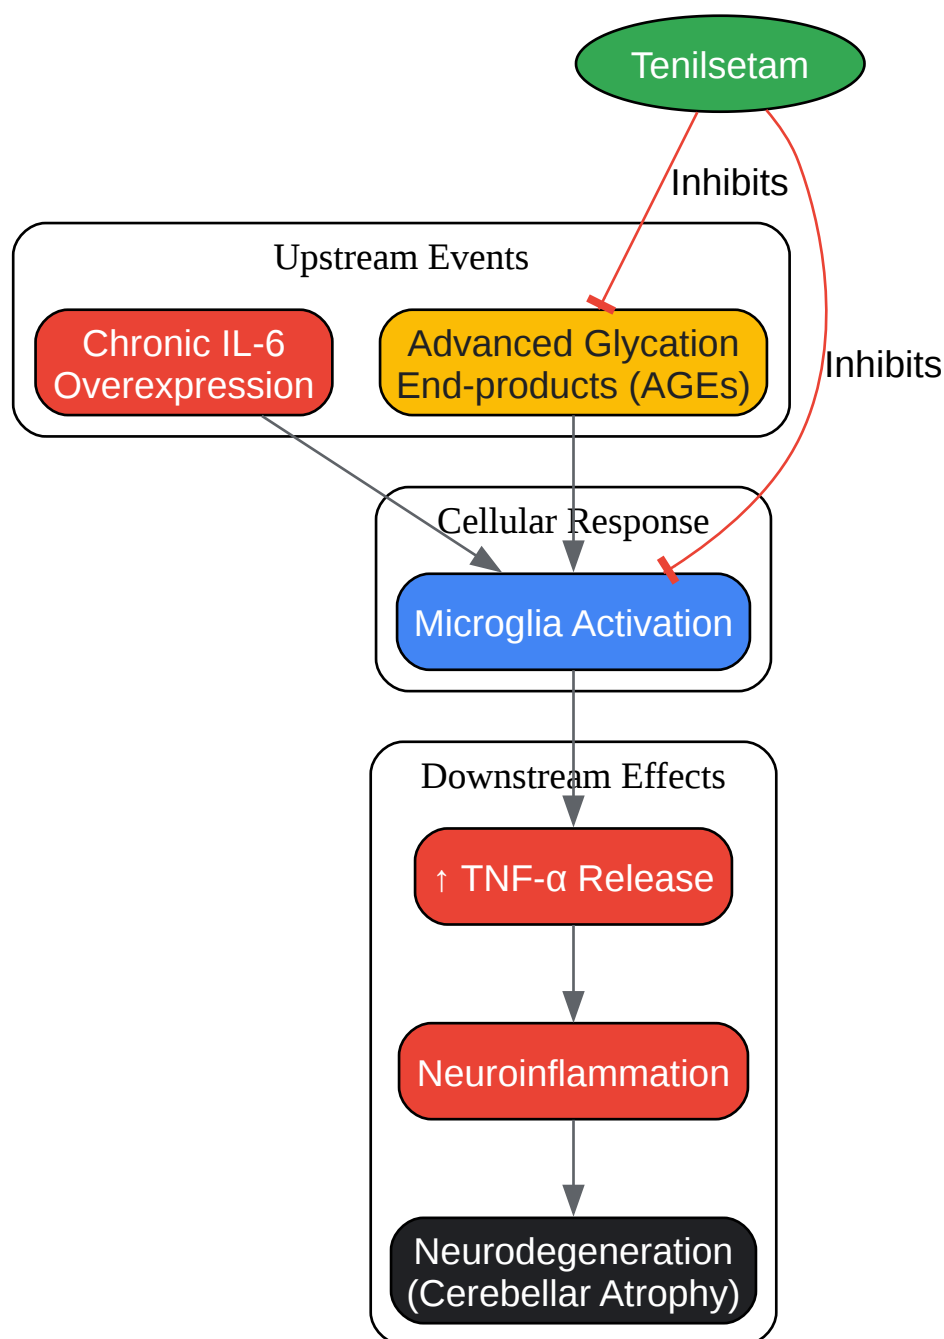 Tenilsetam
Inhibits
Upstream Events
Chronic IL-6
Overexpression
Advanced Glycation
End-products (AGEs)
Inhibits
Cellular Response
Microglia Activation
Downstream Effects
↑ TNF-α Release
Neuroinflammation
Neurodegeneration
(Cerebellar Atrophy)